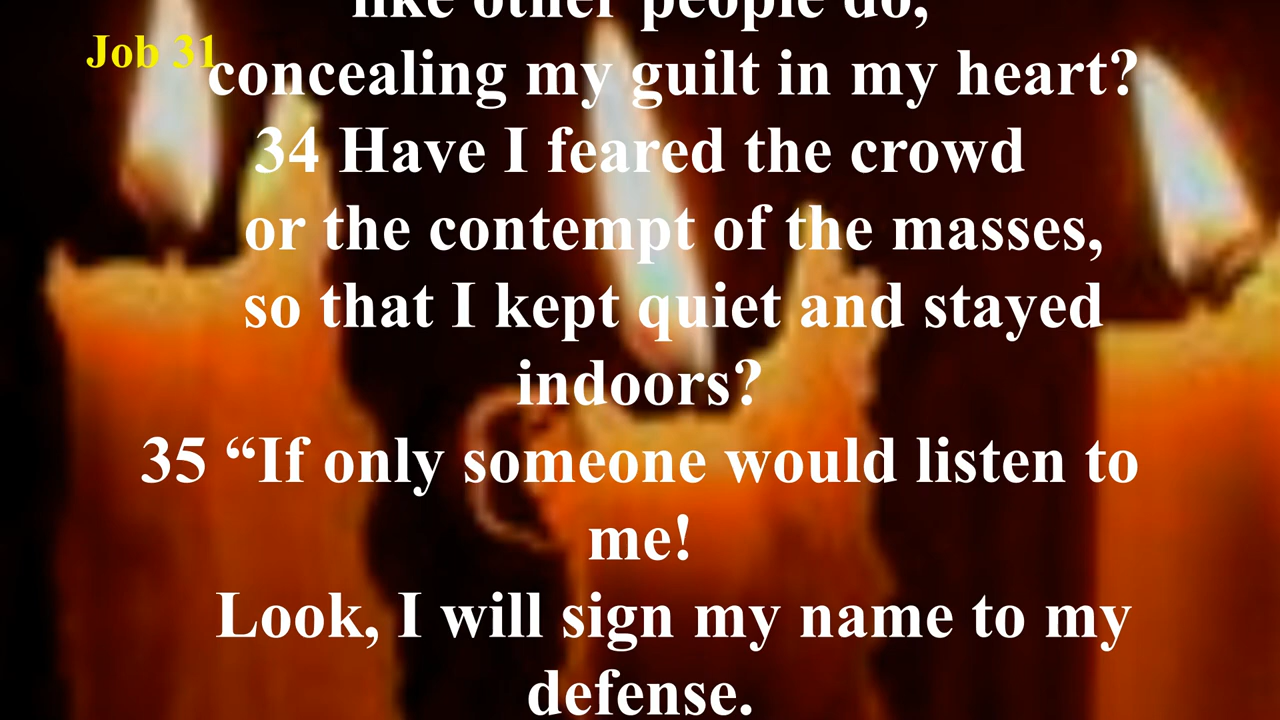 like other people do,
Job 31
concealing my guilt in my heart?
34 Have I feared the crowd
or the contempt of the masses,
so that I kept quiet and stayed
indoors?
35 “If only someone would listen to
me!
Look, I will sign my name to my
defense.